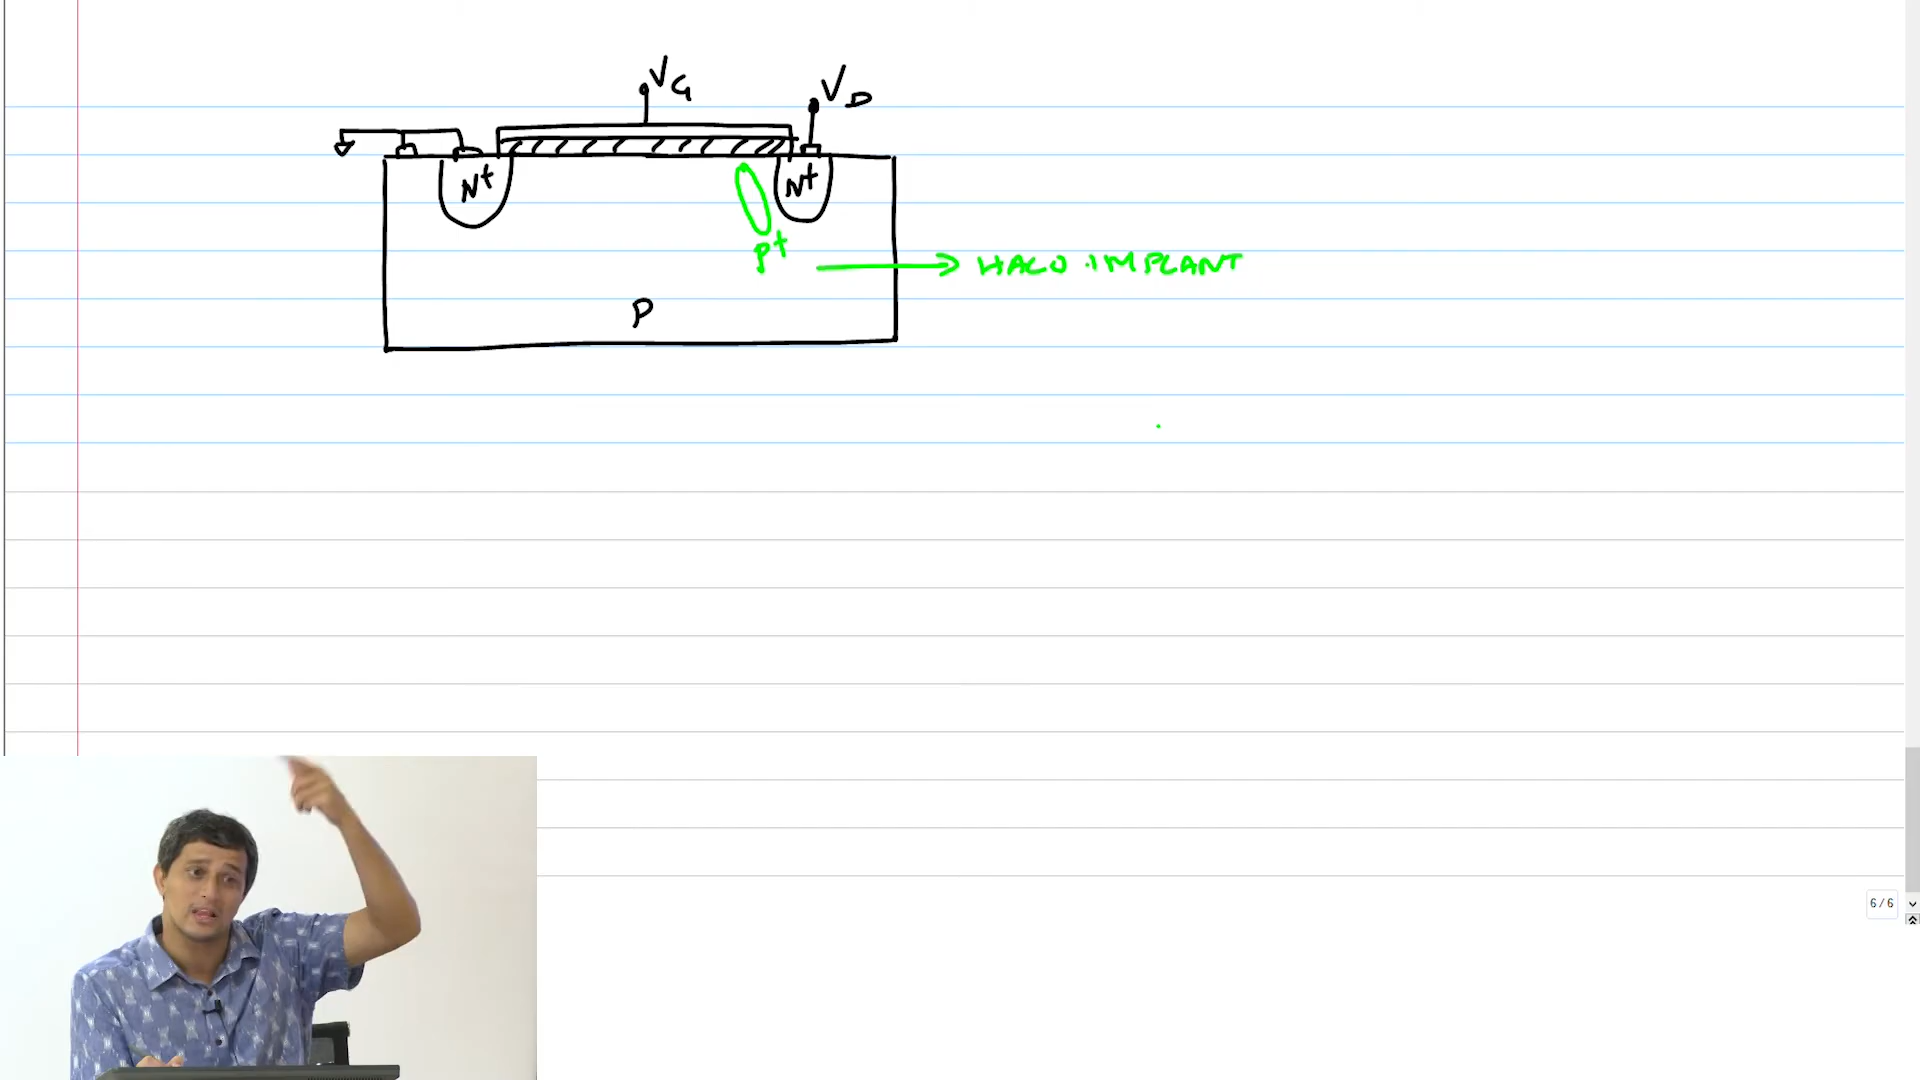 VG
VD
N+
N+
P+
HALO IMPLANT
P
6/6